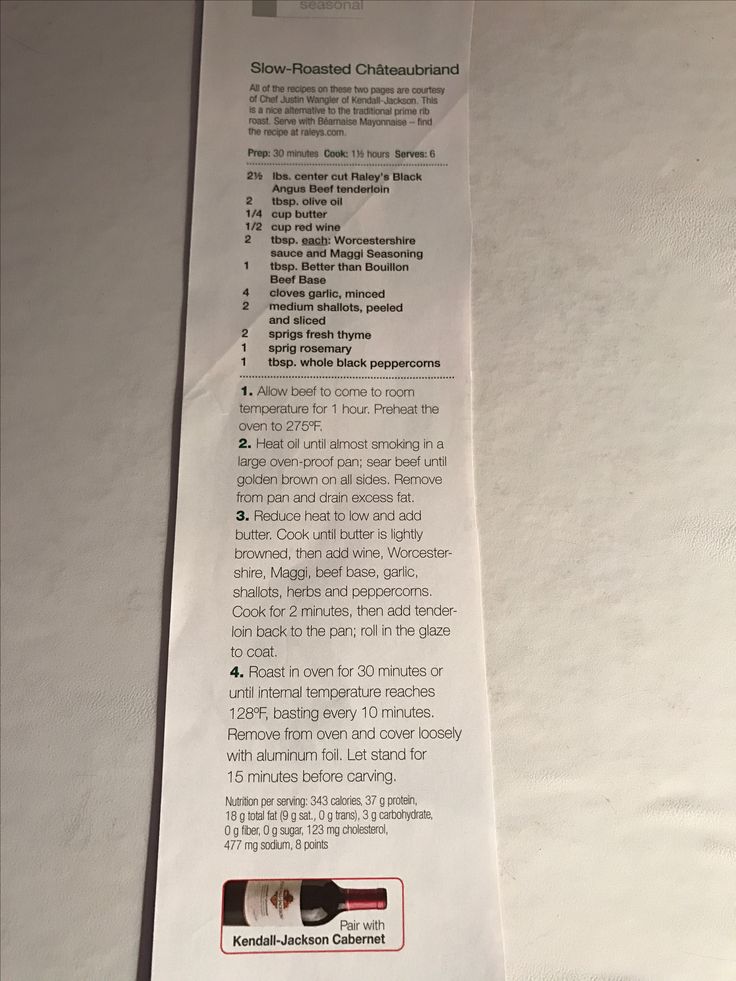 seasonal
Slow-Roasted Châteaubriand
All of the recipes on these two pages are courtesy
of Chef Justin Wangler of Kendall-Jackson. This
is a nice alternative to the traditional prime rib
roast. Serve with Béarnaise Mayonnaise – find
the recipe at raleys.com.
Prep: 30 minutes Cook: 1½ hours Serves: 6
2½ lbs. center cut Raley's Black
Angus Beef tenderloin
2 tbsp. olive oil
1/4 cup butter
1/2 cup red wine
2 tbsp. each: Worcestershire
sauce and Maggi Seasoning
1 tbsp. Better than Bouillon
Beef Base
4 cloves garlic, minced
2 medium shallots, peeled
and sliced
2 sprigs fresh thyme
1 sprig rosemary
1 tbsp. whole black peppercorns
1. Allow beef to come to room
temperature for 1 hour. Preheat the
oven to 275ºF.
2. Heat oil until almost smoking in a
large oven-proof pan; sear beef until
golden brown on all sides. Remove
from pan and drain excess fat.
3. Reduce heat to low and add
butter. Cook until butter is lightly
browned, then add wine, Worcester-
shire, Maggi, beef base, garlic,
shallots, herbs and peppercorns.
Cook for 2 minutes, then add tender-
loin back to the pan; roll in the glaze
to coat.
4. Roast in oven for 30 minutes or
until internal temperature reaches
128ºF, basting every 10 minutes.
Remove from oven and cover loosely
with aluminum foil. Let stand for
15 minutes before carving.
Nutrition per serving: 343 calories, 37 g protein,
18 g total fat (9 g sat., 0 g trans), 3 g carbohydrate,
0 g fiber, 0 g sugar, 123 mg cholesterol,
477 mg sodium, 8 points
Pair with
Kendall-Jackson Cabernet